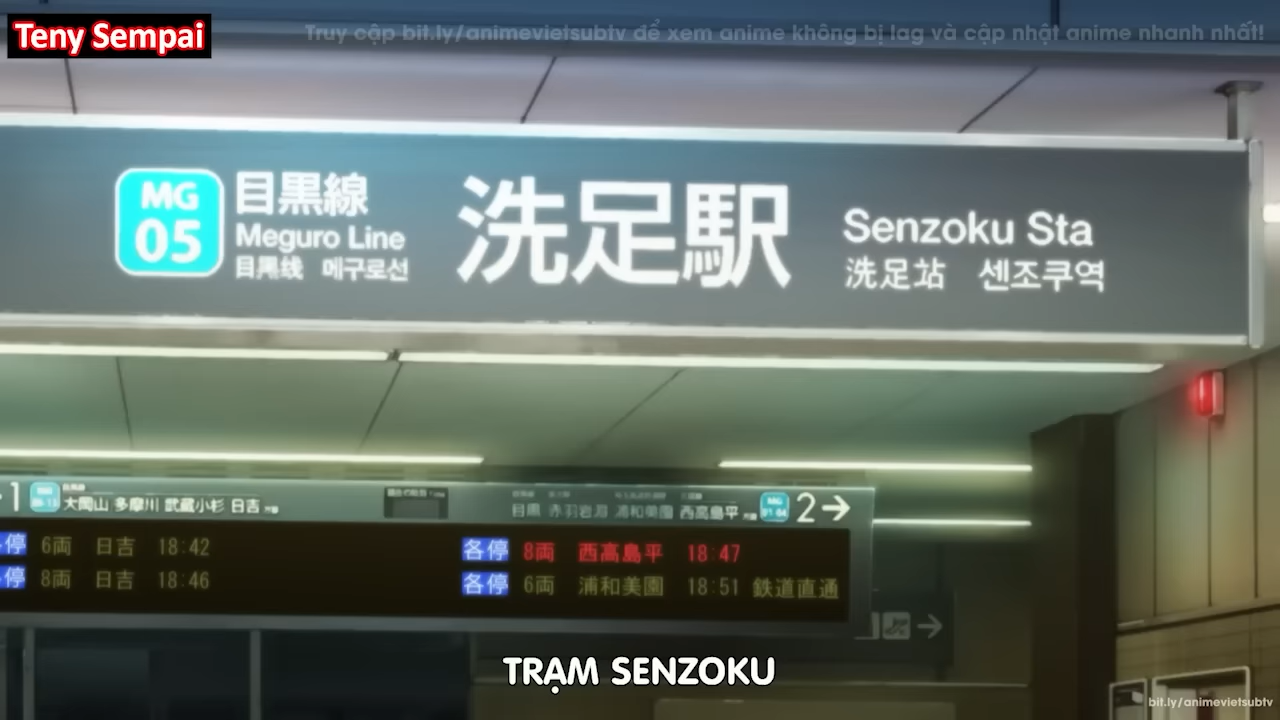 Teny Sempai
Truy cập bit.ly/animevietsubtv để xem anime không bị lag và cập nhật anime nhanh nhất!
MG
05
目黒線
Meguro Line
目黑线 메구로선
洗足駅
Senzoku Sta
洗足站 센조쿠역
1
大岡山 多摩川 武蔵小杉 日吉
目黒 赤羽岩淵 浦和美園 西高島平
2
停 6両 日吉 18:42
停 8両 日吉 18:46
各停 8両 西高島平 18:47
各停 6両 浦和美園 18:51 鉄道直通
TRẠM SENZOKU
bit.ly/animevietsubtv